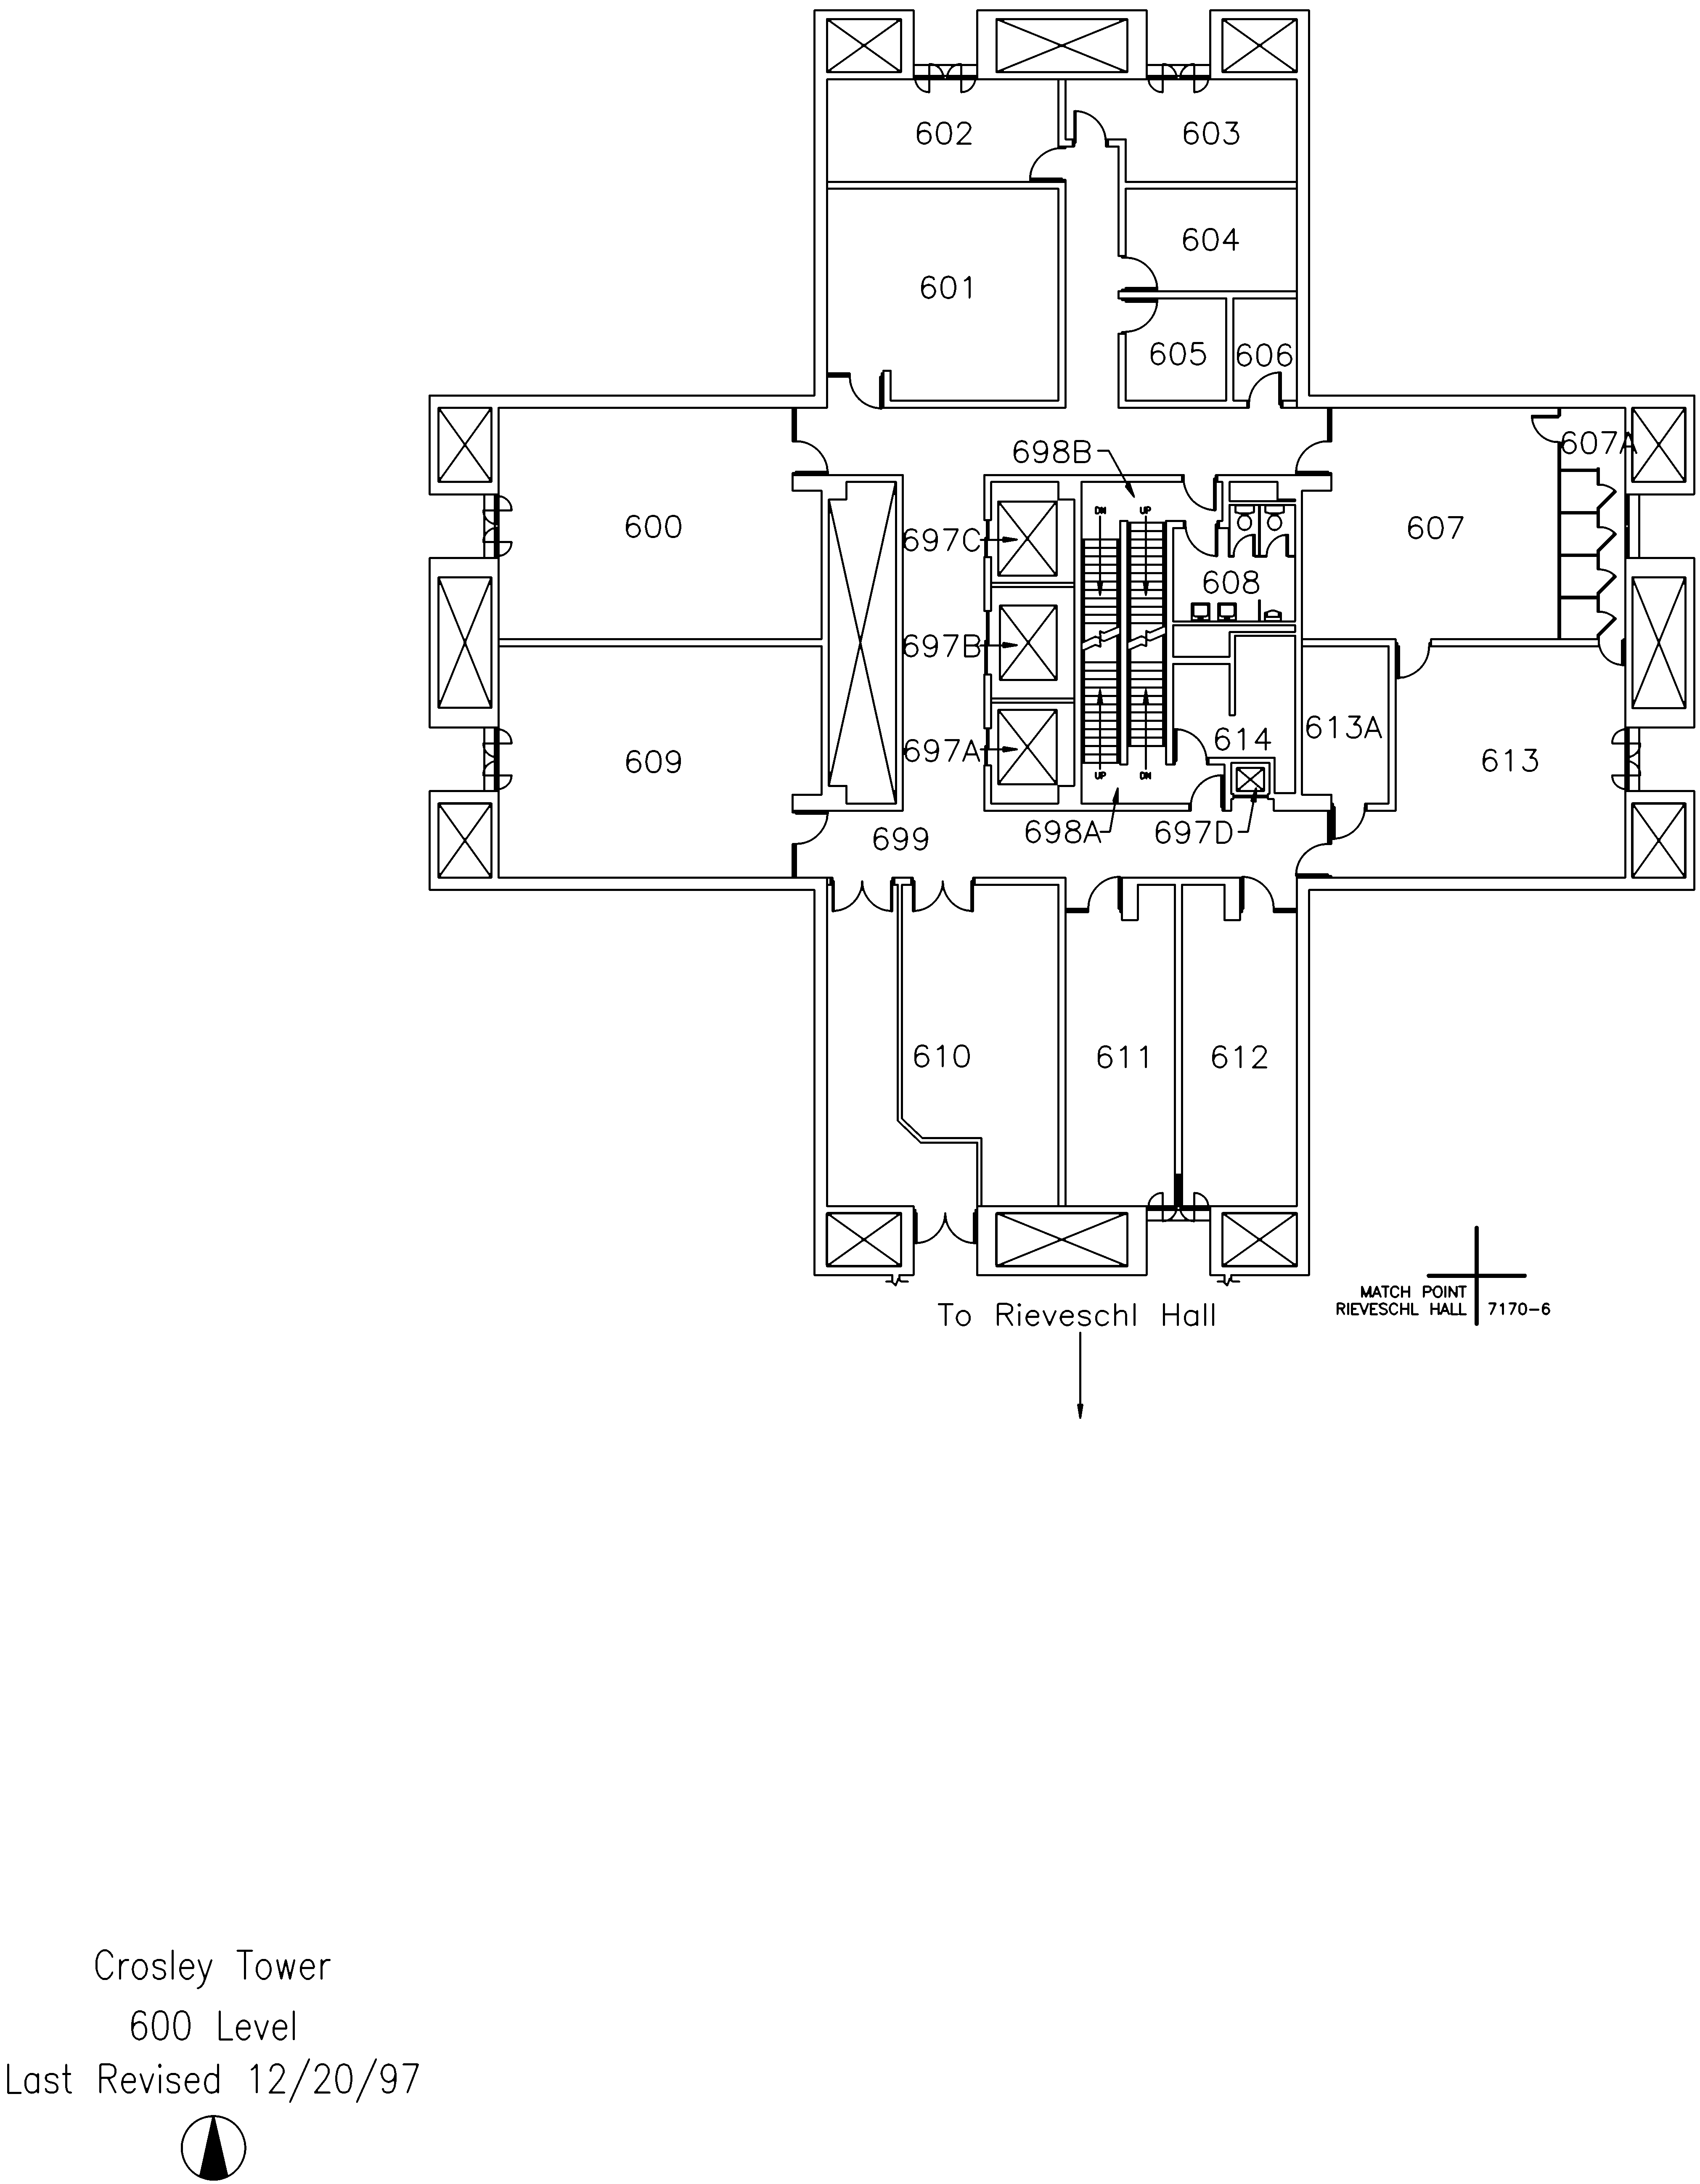 602
603
604
601
605
606
698B
607A
DN
UP
600
697C
607
608
697B
613A
614
697A
609
613
UP
DN
699
698A
697D
610
611
612
MATCH POINT
RIEVESCHL HALL
7170-6
To Rieveschl Hall
Crosley Tower
600 Level
Last Revised 12/20/97